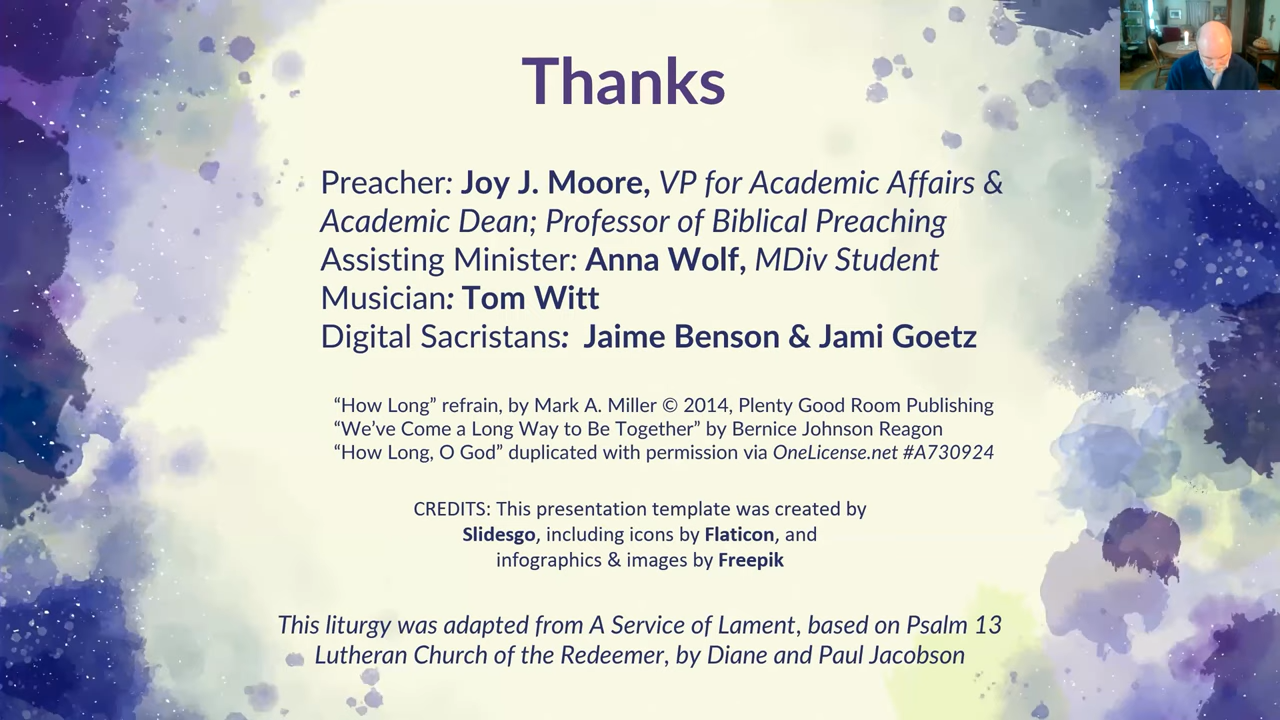 Thanks
Preacher: Joy J. Moore, VP for Academic Affairs &
Academic Dean; Professor of Biblical Preaching
Assisting Minister: Anna Wolf, MDiv Student
Musician: Tom Witt
Digital Sacristans: Jaime Benson & Jami Goetz
“How Long” refrain, by Mark A. Miller © 2014, Plenty Good Room Publishing
“We’ve Come a Long Way to Be Together” by Bernice Johnson Reagon
“How Long, O God” duplicated with permission via OneLicense.net #A730924
CREDITS: This presentation template was created by
Slidesgo, including icons by Flaticon, and
infographics & images by Freepik
This liturgy was adapted from A Service of Lament, based on Psalm 13
Lutheran Church of the Redeemer, by Diane and Paul Jacobson